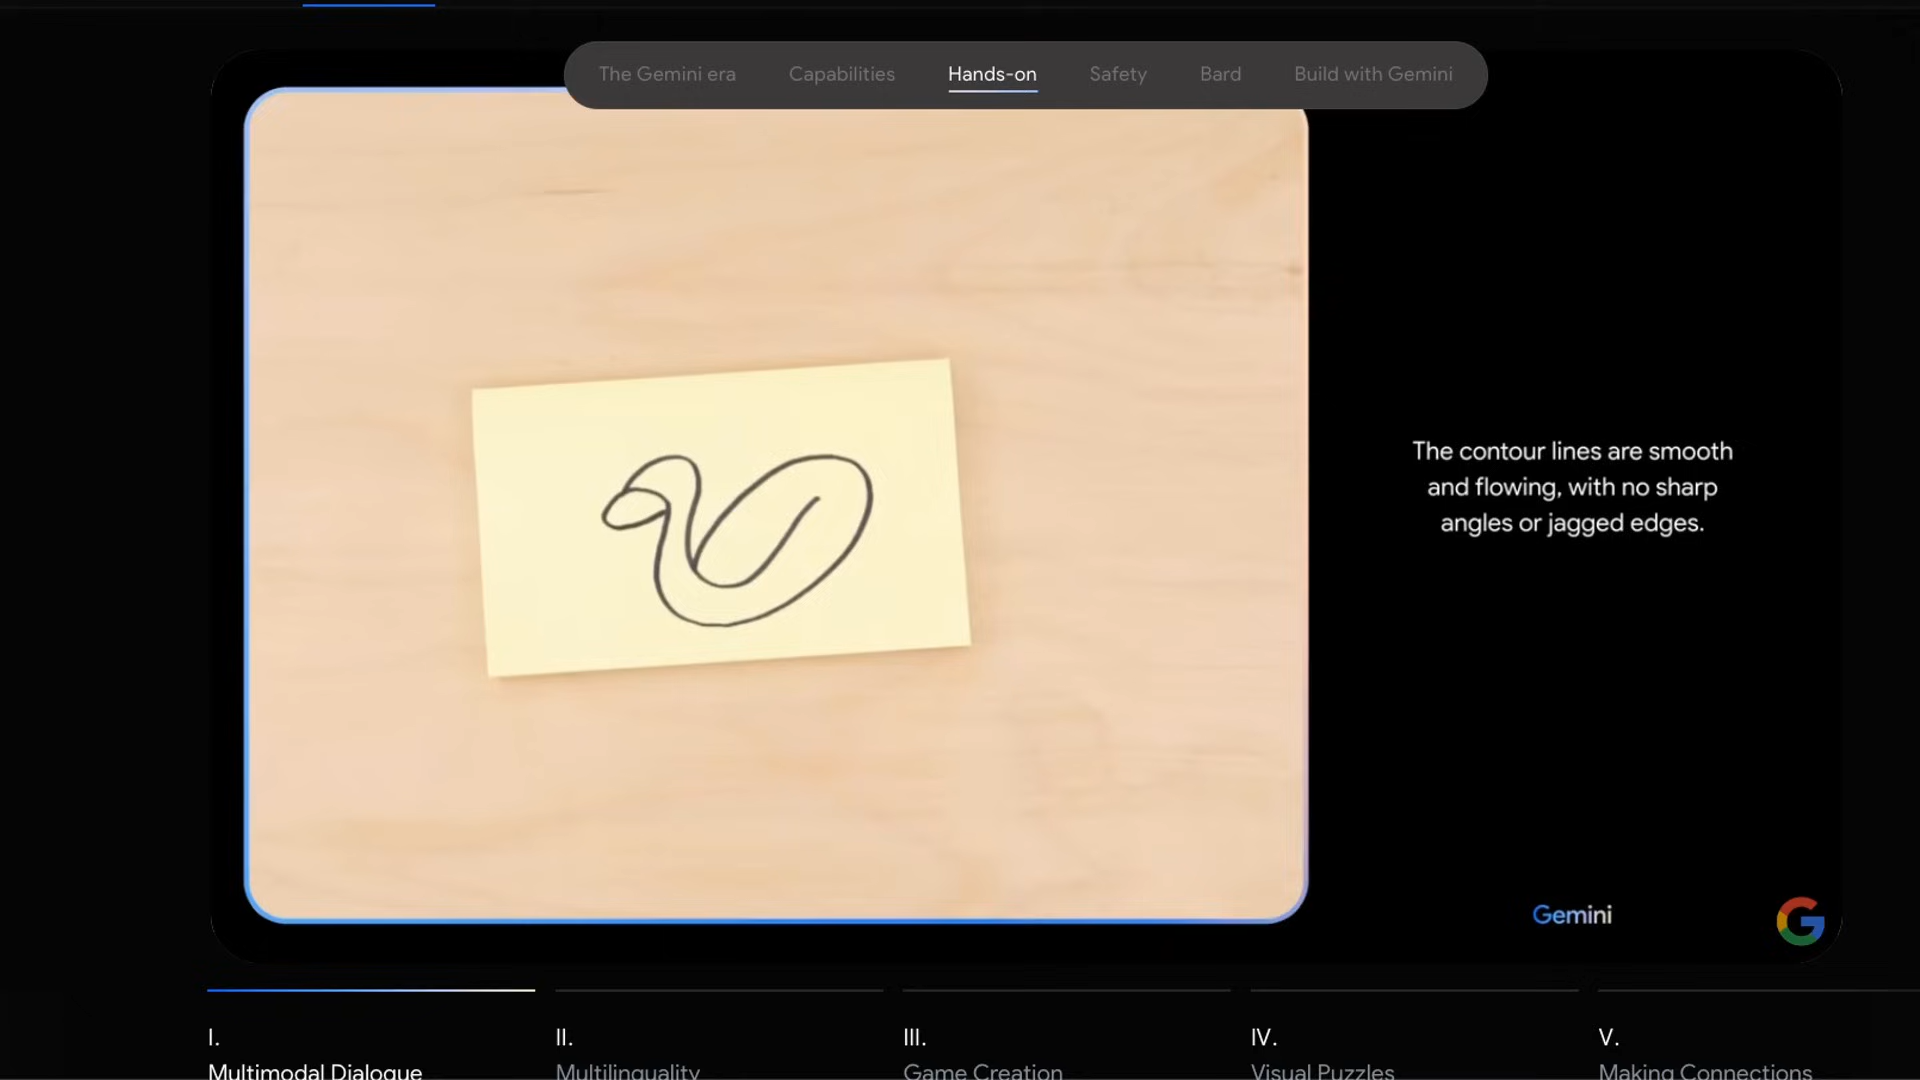 The Gemini era
Capabilities
Hands-on
Safety
Bard
Build with Gemini
The contour lines are smooth
and flowing, with no sharp
angles or jagged edges.
Gemini
I.
Multimodal Dialogue
II.
Multilinguality
III.
Game Creation
IV.
Visual Puzzles
V.
Making Connections